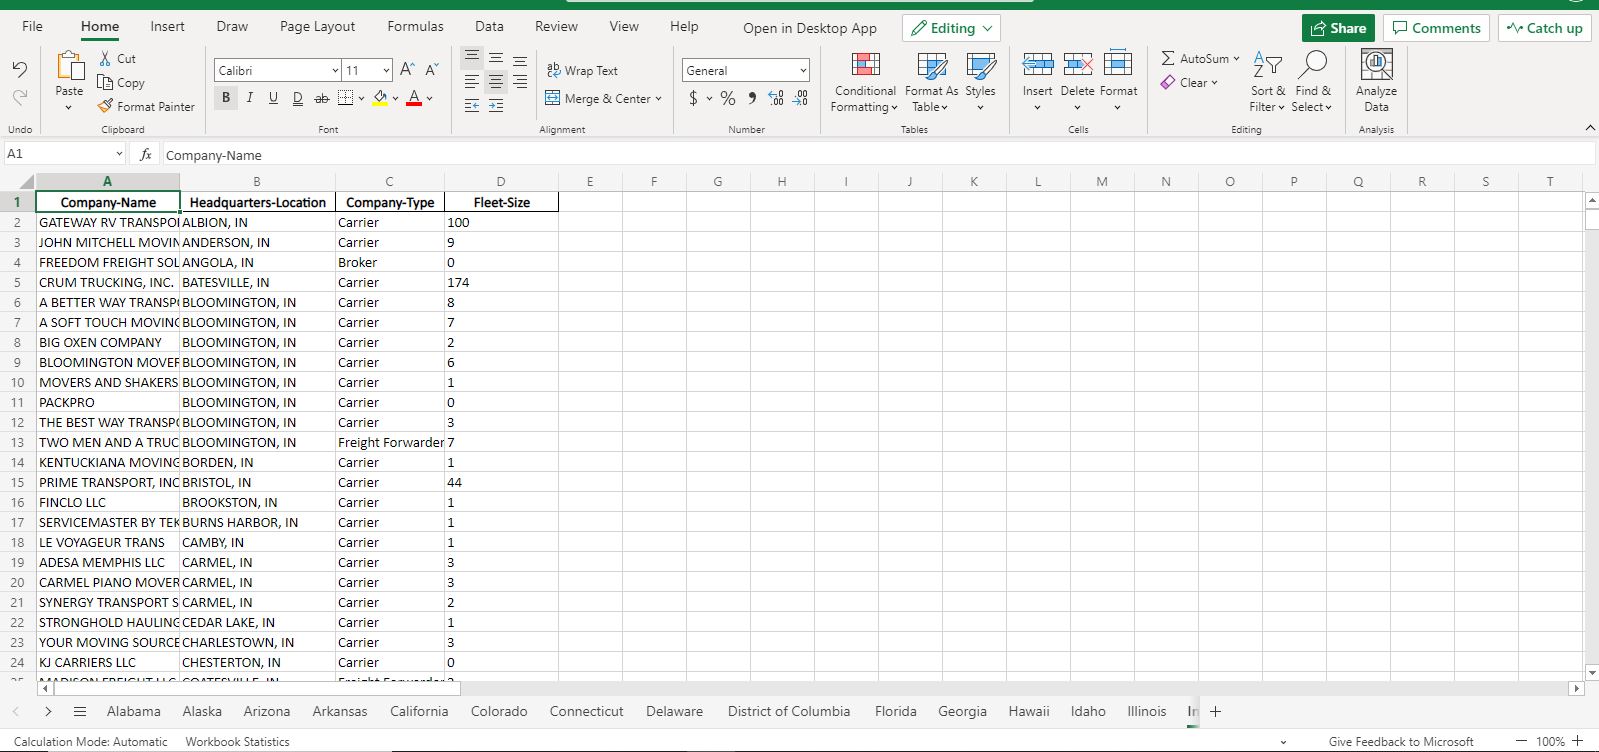 File Home Insert Draw Page Layout Formulas Data Review View Help Open in Desktop App Editing Share Comments Catch up
Paste Cut Copy Format Painter
Calibri 11
B I U D ab A
Wrap Text
Merge & Center
General
$ % 9 .00 .00
Conditional Formatting Format As Table Styles
Insert Delete Format
AutoSum
Clear
Sort & Filter Find & Select
Analyze Data
Undo Clipboard Font Alignment Number Tables Cells Editing Analysis
A1 fx Company-Name
A B C D E F G H I J K L M N O P Q R S T
1 Company-Name Headquarters-Location Company-Type Fleet-Size
2 GATEWAY RV TRANSPO ALBION, IN Carrier 100
3 JOHN MITCHELL MOVIN ANDERSON, IN Carrier 9
4 FREEDOM FREIGHT SOL ANGOLA, IN Broker 0
5 CRUM TRUCKING, INC. BATESVILLE, IN Carrier 174
6 A BETTER WAY TRANSP BLOOMINGTON, IN Carrier 8
7 A SOFT TOUCH MOVING BLOOMINGTON, IN Carrier 7
8 BIG OXEN COMPANY BLOOMINGTON, IN Carrier 2
9 BLOOMINGTON MOVER BLOOMINGTON, IN Carrier 6
10 MOVERS AND SHAKERS BLOOMINGTON, IN Carrier 1
11 PACKPRO BLOOMINGTON, IN Carrier 0
12 THE BEST WAY TRANSP BLOOMINGTON, IN Carrier 3
13 TWO MEN AND A TRUC BLOOMINGTON, IN Freight Forwarder 7
14 KENTUCKIANA MOVING BORDEN, IN Carrier 1
15 PRIME TRANSPORT, INC BRISTOL, IN Carrier 44
16 FINCLO LLC BROOKSTON, IN Carrier 1
17 SERVICEMASTER BY TEK BURNS HARBOR, IN Carrier 1
18 LE VOYAGEUR TRANS CAMBY, IN Carrier 1
19 ADESA MEMPHIS LLC CARMEL, IN Carrier 3
20 CARMEL PIANO MOVER CARMEL, IN Carrier 3
21 SYNERGY TRANSPORT S CARMEL, IN Carrier 2
22 STRONGHOLD HAULING CEDAR LAKE, IN Carrier 1
23 YOUR MOVING SOURCE CHARLESTOWN, IN Carrier 3
24 KJ CARRIERS LLC CHESTERTON, IN Carrier 0
Alabama Alaska Arizona Arkansas California Colorado Connecticut Delaware District of Columbia Florida Georgia Hawaii Idaho Illinois
Calculation Mode: Automatic Workbook Statistics Give Feedback to Microsoft 100%